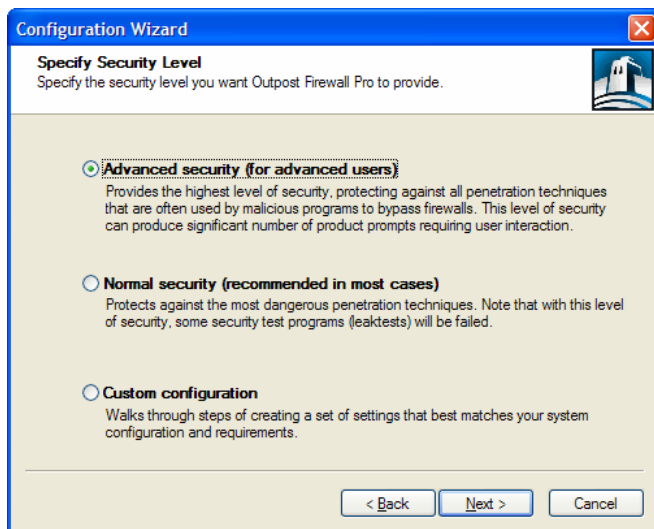 Configuration Wizard
Specify Security Level
Specify the security level you want Outpost Firewall Pro to provide.
Advanced security (for advanced users)
Provides the highest level of security, protecting against all penetration techniques
that are often used by malicious programs to bypass firewalls. This level of security
can produce significant number of product prompts requiring user interaction.
Normal security (recommended in most cases)
Protects against the most dangerous penetration techniques. Note that with this level
of security, some security test programs (leaktests) will be failed.
Custom configuration
Walks through steps of creating a set of settings that best matches your system
configuration and requirements.
< Back Next > Cancel